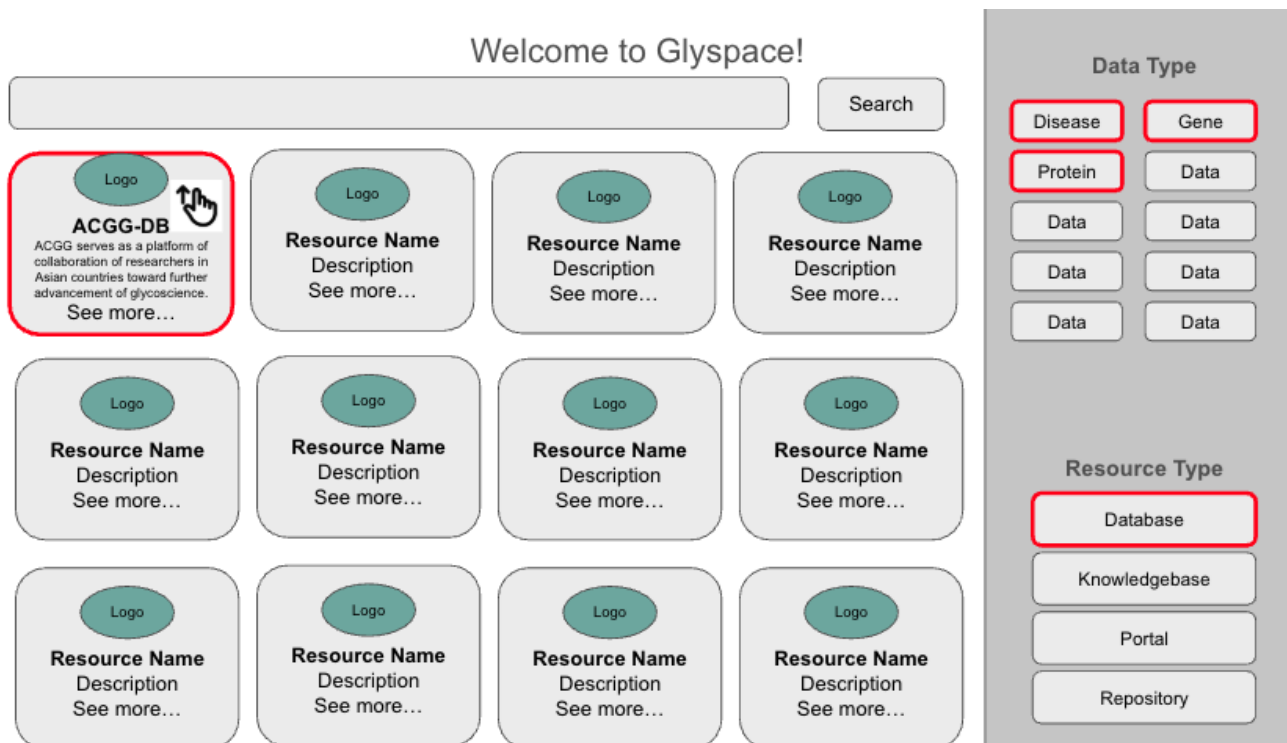 Welcome to Glyspace!
Search
Logo
ACGG-DB
ACGG serves as a platform of
collaboration of researchers in
Asian countries toward further
advancement of glycoscience.
See more…
Logo
Resource Name
Description
See more…
Logo
Resource Name
Description
See more…
Logo
Resource Name
Description
See more…
Logo
Resource Name
Description
See more…
Logo
Resource Name
Description
See more…
Logo
Resource Name
Description
See more…
Logo
Resource Name
Description
See more…
Logo
Resource Name
Description
See more…
Logo
Resource Name
Description
See more…
Logo
Resource Name
Description
See more…
Logo
Resource Name
Description
See more…
Data Type
Disease
Gene
Protein
Data
Data
Data
Data
Data
Data
Data
Resource Type
Database
Knowledgebase
Portal
Repository